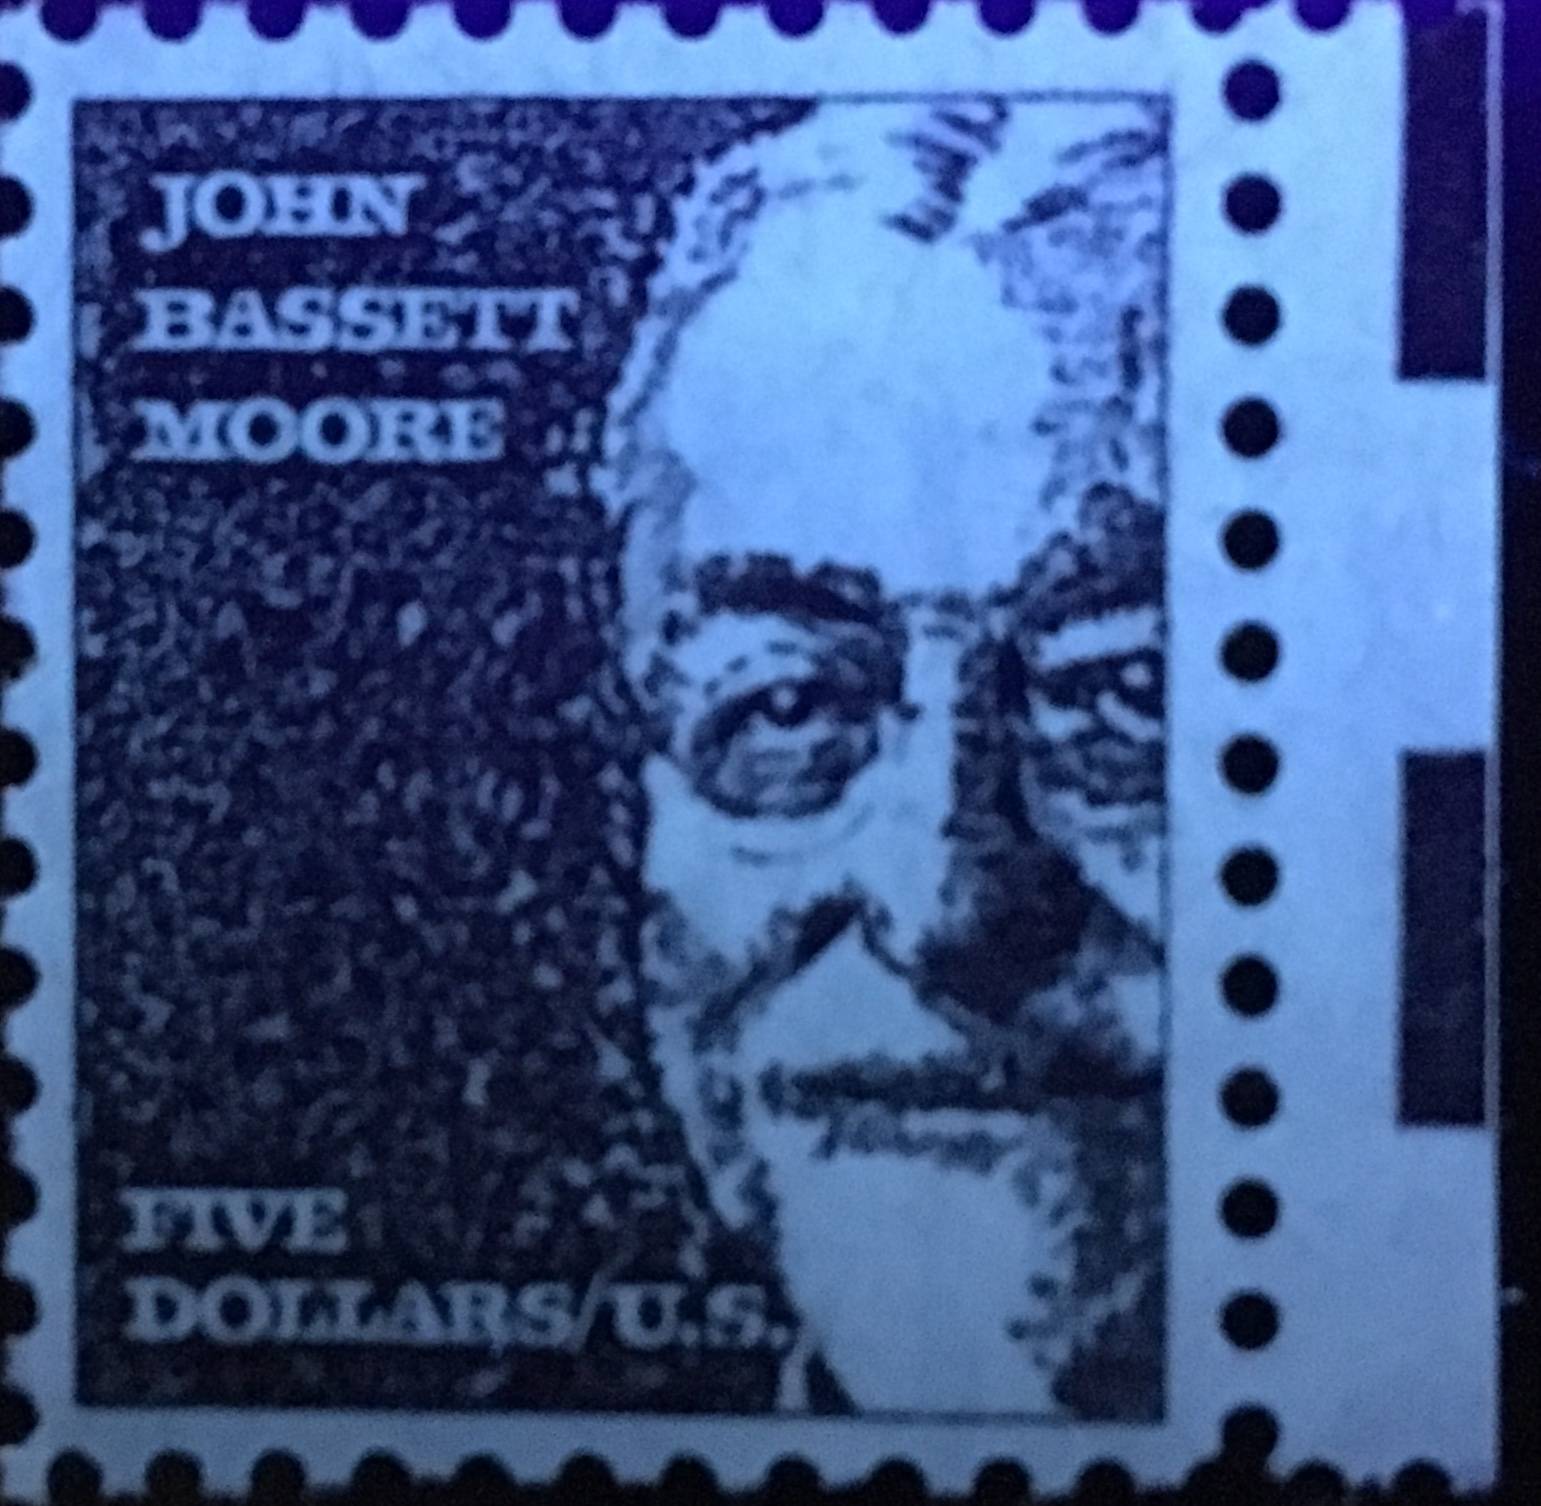 JOHN
BASSETT
MOORE
FIVE
DOLLARS/U.S.